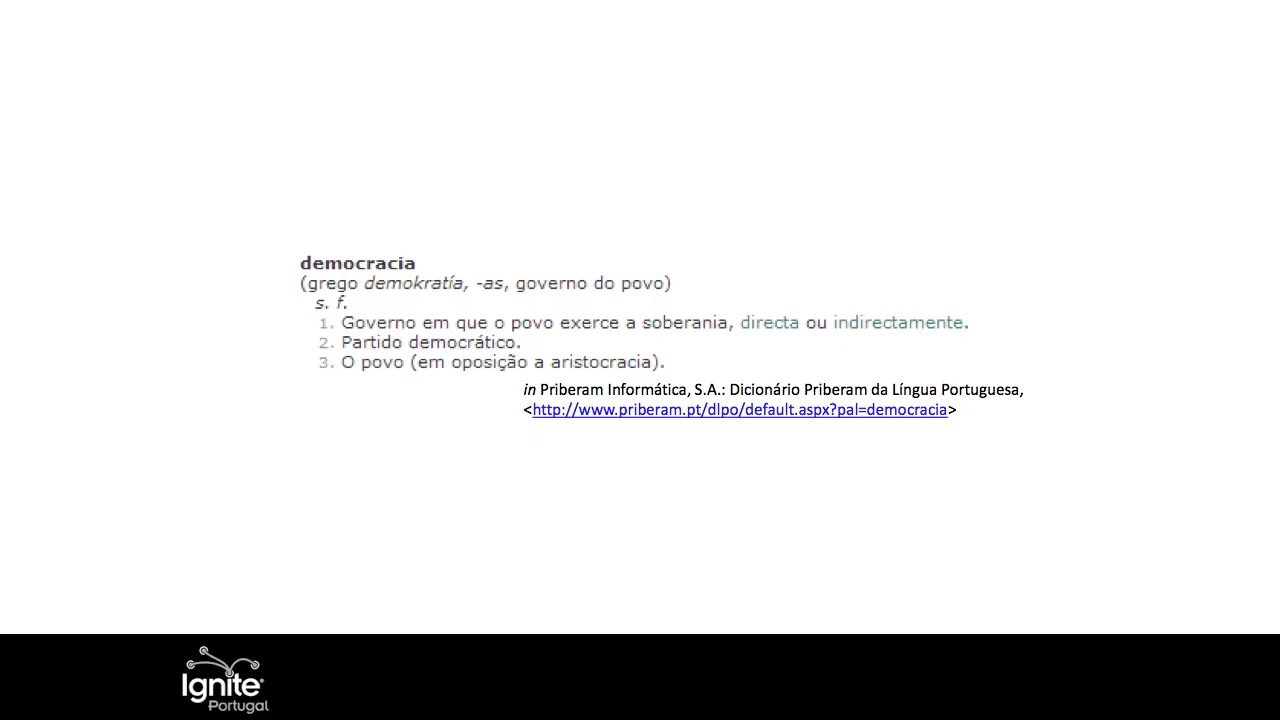 democracia
(grego demokratía, -as, governo do povo)
s. f.
1. Governo em que o povo exerce a soberania, directa ou indirectamente.
2. Partido democrático.
3. O povo (em oposição a aristocracia).
in Priberam Informática, S.A.: Dicionário Priberam da Língua Portuguesa,
<http://www.priberam.pt/dlpo/default.aspx?pal=democracia>
Ignite
Portugal